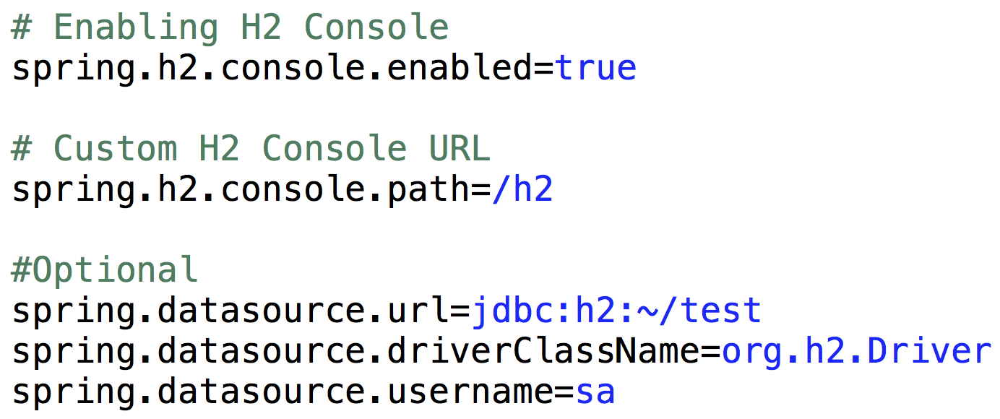 # Enabling H2 Console
spring.h2.console.enabled=true
# Custom H2 Console URL
spring.h2.console.path=/h2
#Optional
spring.datasource.url=jdbc:h2:~/test
spring.datasource.driverClassName=org.h2.Driver
spring.datasource.username=sa